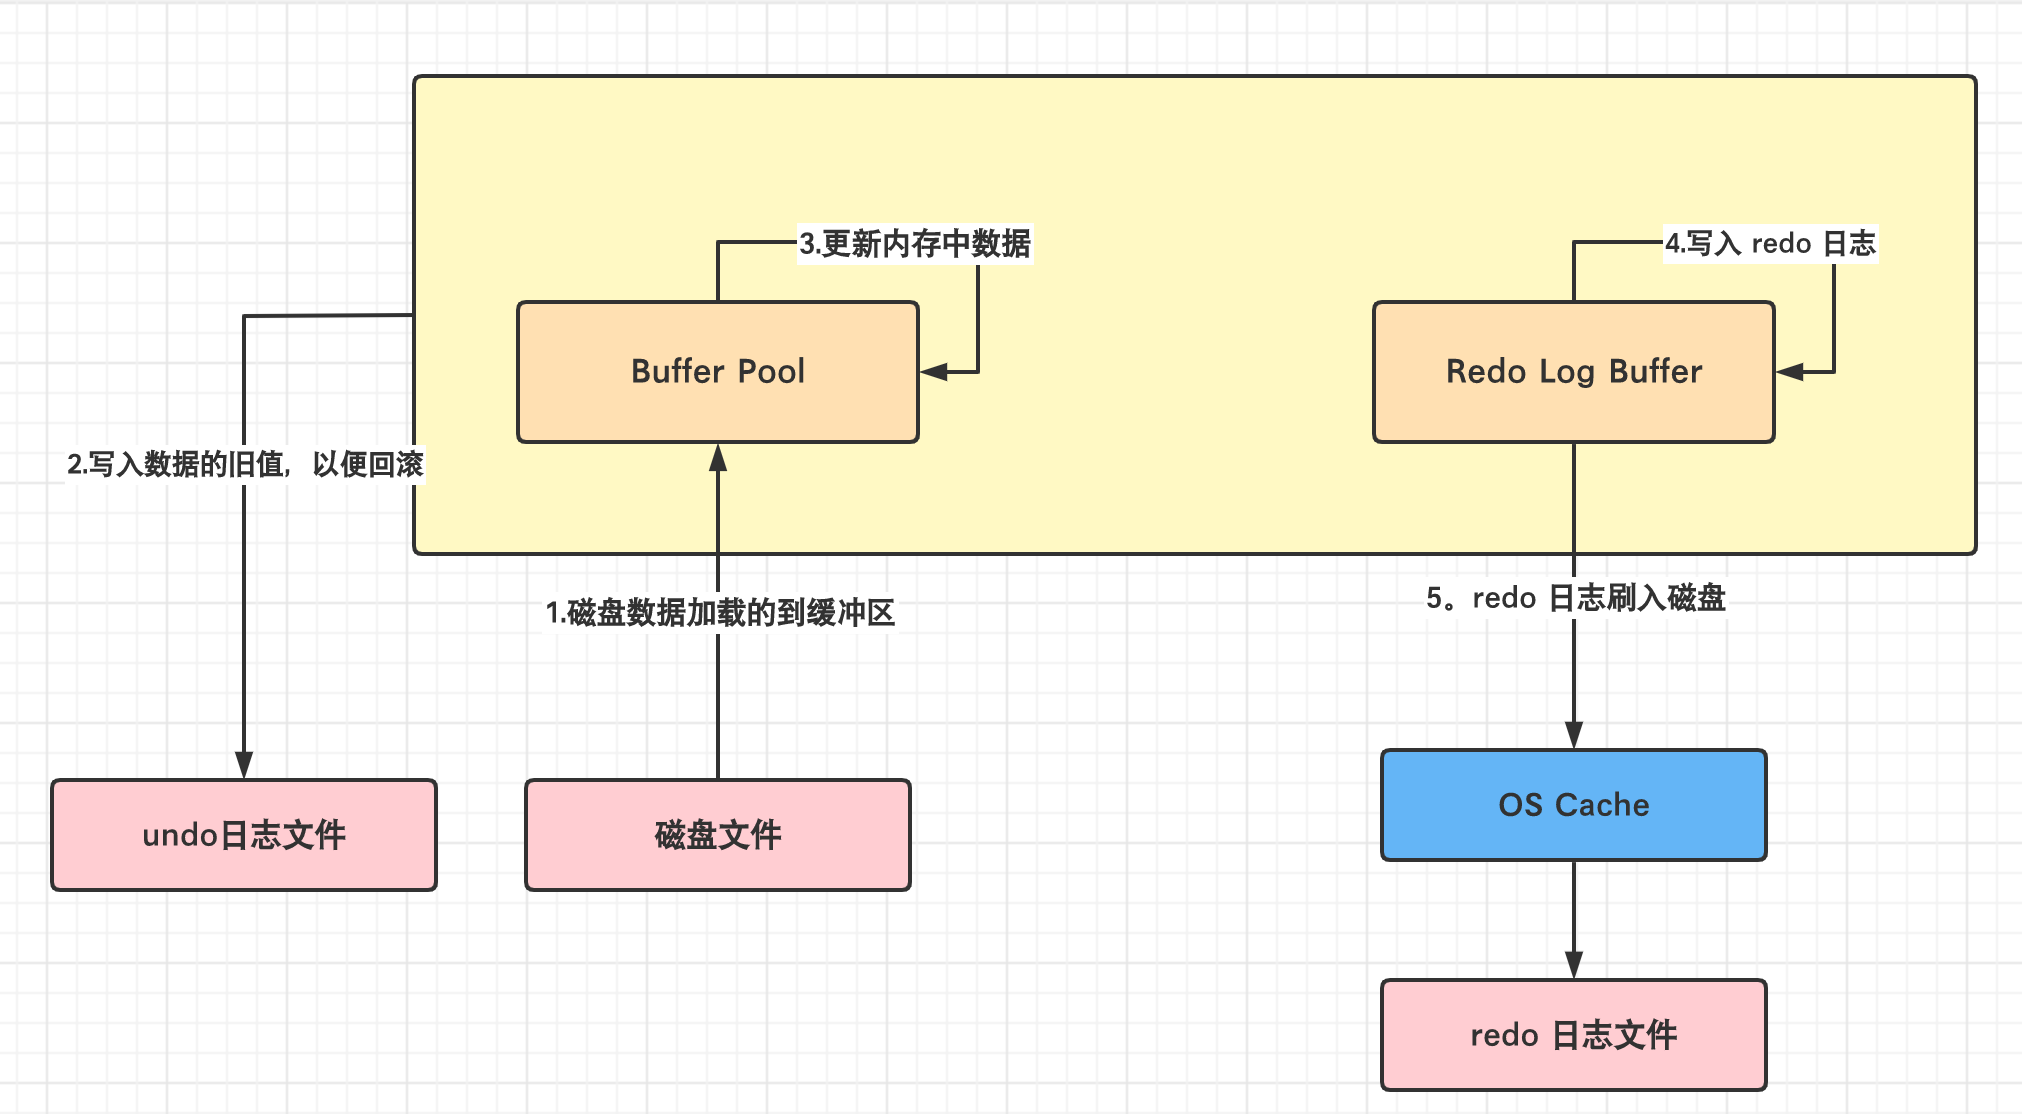 3.更新内存中数据
4.写入 redo 日志
Buffer Pool
Redo Log Buffer
2.写入数据的旧值，以便回滚
1.磁盘数据加载的到缓冲区
5。redo 日志刷入磁盘
OS Cache
undo日志文件
磁盘文件
redo 日志文件